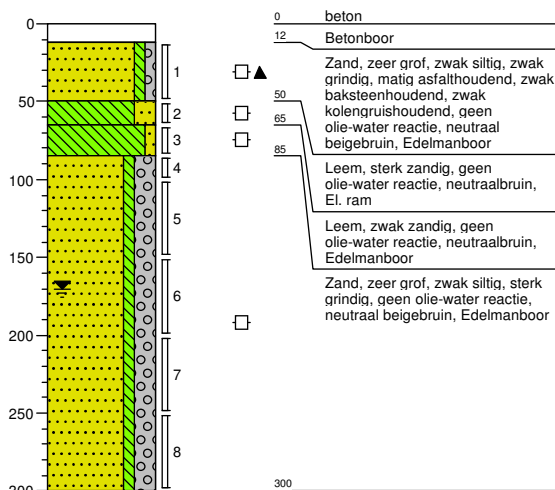 0
50
100
150
200
250
300
1
2
3
4
5
6
7
8
0 beton
12 Betonboor
Zand, zeer grof, zwak siltig, zwak
grindig, matig asfalthoudend, zwak
50 baksteenhoudend, zwak
kolengruishoudend, geen
65 olie-water reactie, neutraal
beigebruin, Edelmanboor
85
Leem, sterk zandig, geen
olie-water reactie, neutraalbruin,
El. ram
Leem, zwak zandig, geen
olie-water reactie, neutraalbruin,
Edelmanboor
Zand, zeer grof, zwak siltig, sterk
grindig, geen olie-water reactie,
neutraal beigebruin, Edelmanboor
300